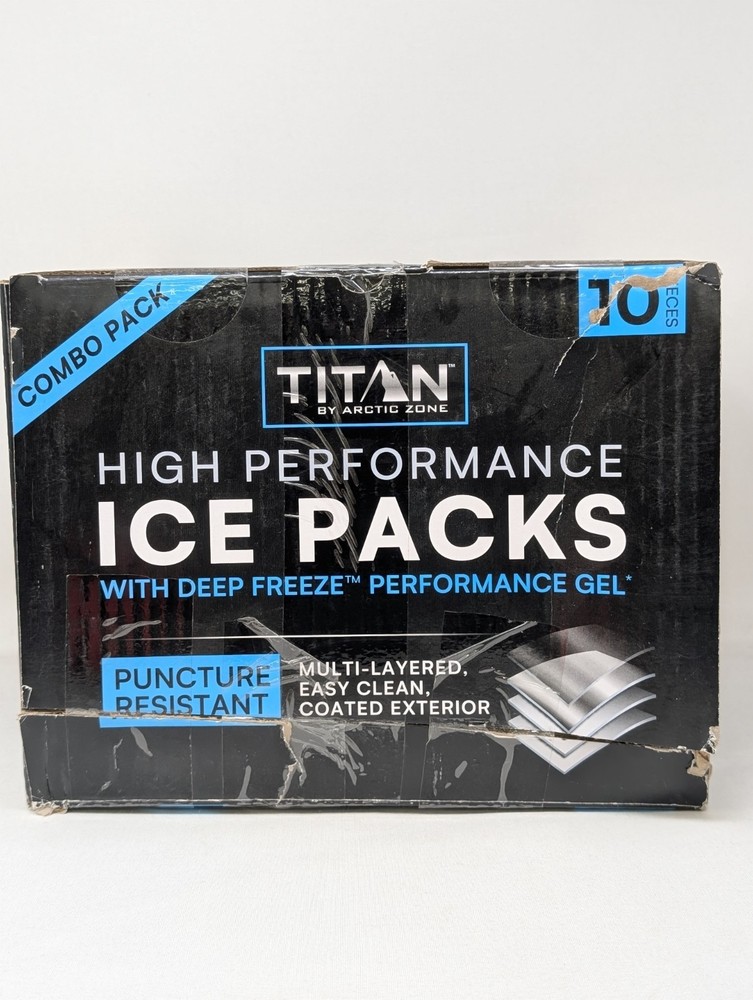 COMBO PACK
10
TITAN™
BY ARCTIC ZONE
HIGH PERFORMANCE
ICE PACKS
WITH DEEP FREEZE™ PERFORMANCE GEL*
PUNCTURE
RESISTANT
MULTI-LAYERED,
EASY CLEAN,
COATED EXTERIOR